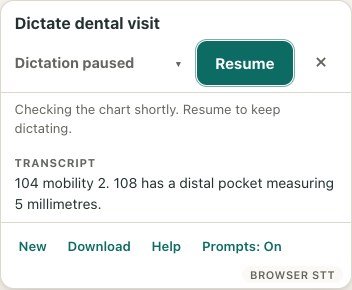 Dictate dental visit
Dictation paused
Resume
Checking the chart shortly. Resume to keep
dictating.
TRANSCRIPT
104 mobility 2. 108 has a distal pocket measuring
5 millimetres.
New Download Help Prompts: On
BROWSER STT